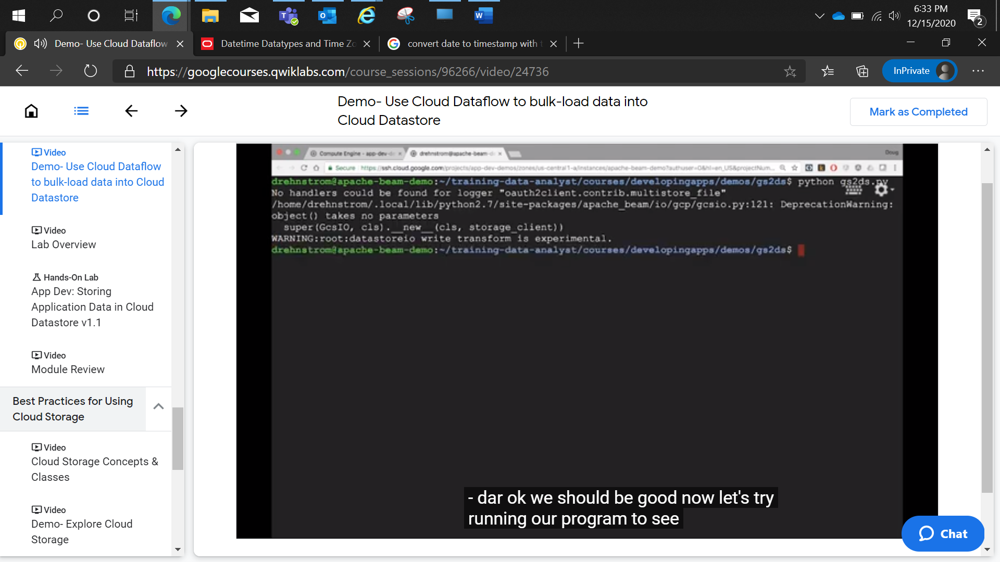 6:33 PM
12/15/2020
2
Demo- Use Cloud Dataflow
Datetime Datatypes and Time Zo
convert date to timestamp with t
https://googlecourses.qwiklabs.com/course_sessions/96266/video/24736
InPrivate
Demo- Use Cloud Dataflow to bulk-load data into
Cloud Datastore
Mark as Completed
Video
Demo- Use Cloud Dataflow
to bulk-load data into Cloud
Datastore
Video
Lab Overview
Hands-On Lab
App Dev: Storing
Application Data in Cloud
Datastore v1.1
Video
Module Review
Best Practices for Using
Cloud Storage
Video
Cloud Storage Concepts &
Classes
Video
Demo- Explore Cloud
Storage
Compute Engine - app-dev-d
drehnstrom@apache-beam-d
Doug
Secure https://ssh.cloud.google.com/projects/app-dev-demos/zones/us-central1-a/instances/apache-beam-demo?authuser=0&hl=en_US&projectNum...
drehnstrom@apache-beam-demo:~/training-data-analyst/courses/developingapps/demos/gs2ds$ python gs2ds.py
No handlers could be found for logger "oauth2client.contrib.multistore_file"
/home/drehnstrom/.local/lib/python2.7/site-packages/apache_beam/io/gcp/gcsio.py:121: DeprecationWarning:
object() takes no parameters
super(GcsIO, cls).__new__(cls, storage_client))
WARNING:root:datastoreio write transform is experimental.
drehnstrom@apache-beam-demo:~/training-data-analyst/courses/developingapps/demos/gs2ds$
- dar ok we should be good now let's try
running our program to see
Chat